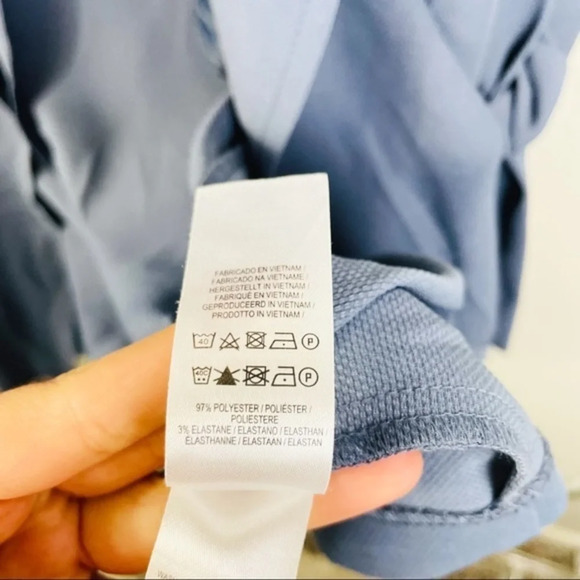 FABRICADO EN VIETNAM /
FABRICADO NA VIETNAME /
HERGESTELLT IN VIETNAM /
FABRIQUÉ EN VIETNAM /
GEPRODUCEERD IN VIETNAM /
PRODOTTO IN VIETNAM /
40 P
40C P
97% POLYESTER / POLIÉSTER /
POLIESTERE
3% ELASTANE / ELASTANO / ELASTHAN /
ÉLASTHANNE / ELASTAAN / ELASTAN